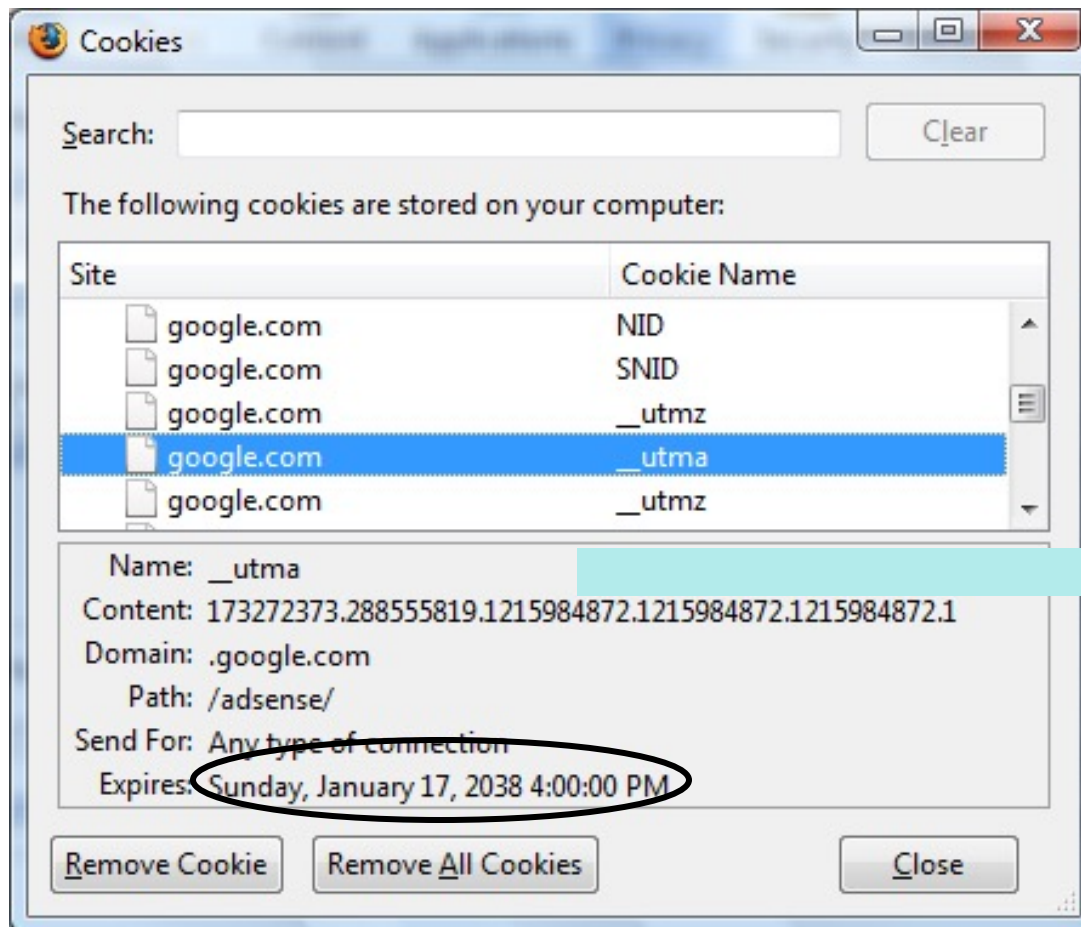 Cookies
Search:
Clear
The following cookies are stored on your computer:
Site Cookie Name
google.com NID
google.com SNID
google.com __utmz
google.com __utma
google.com __utmz
Name: __utma
Content: 173272373.288555819.1215984872.1215984872.1215984872.1
Domain: .google.com
Path: /adsense/
Send For: Any type of connection
Expires: Sunday, January 17, 2038 4:00:00 PM
Remove Cookie Remove All Cookies Close